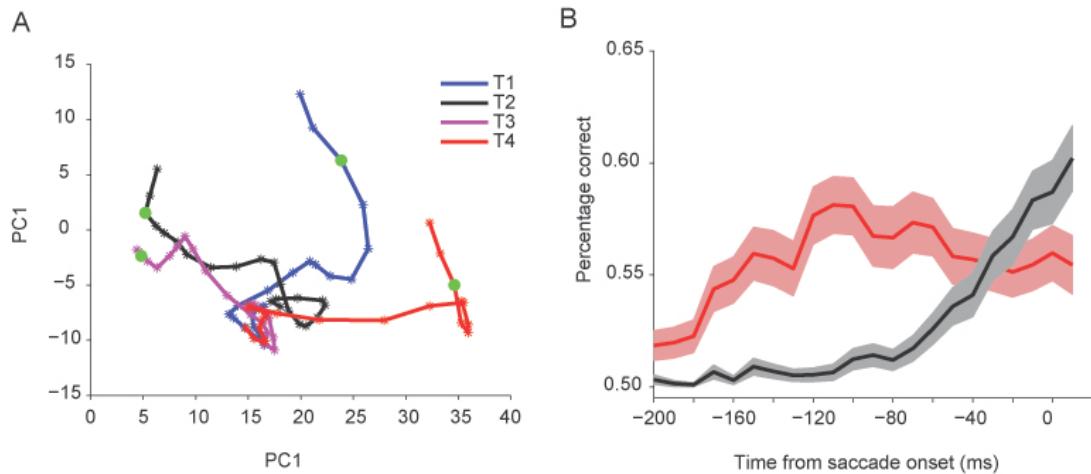 A
15
10
5
0
−5
−10
−15
PC1
0 5 10 15 20 25 30 35 40
PC1
T1
T2
T3
T4
B
0.65
0.60
0.55
0.50
Percentage correct
−200 −160 −120 −80 −40 0
Time from saccade onset (ms)